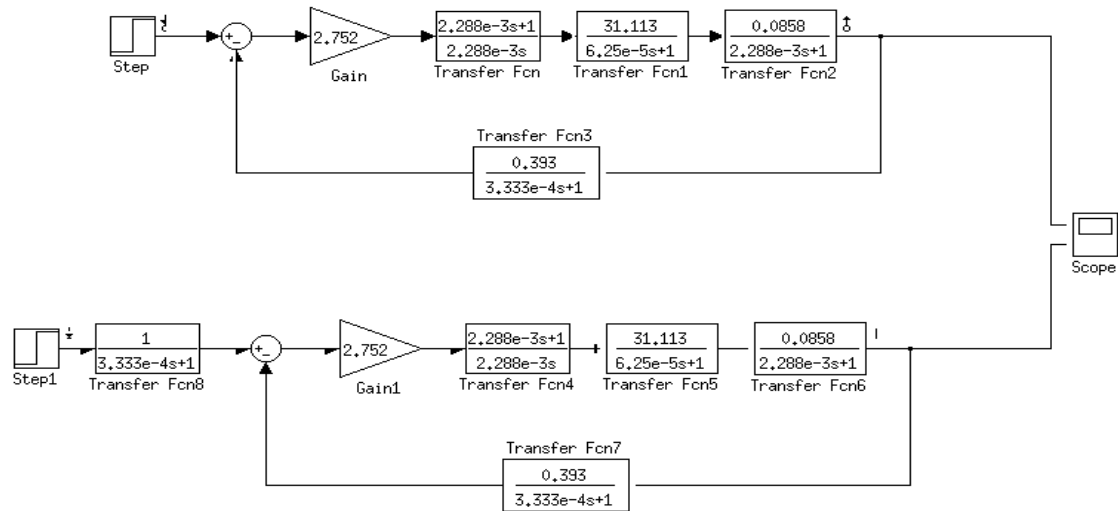 Step
+
-
2.752
Gain
2.288e-3s+1
2.288e-3s
Transfer Fcn
31.113
6.25e-5s+1
Transfer Fcn1
0.0858
2.288e-3s+1
Transfer Fcn2
Transfer Fcn3
0.393
3.333e-4s+1
Scope
Step1
1
3.333e-4s+1
Transfer Fcn8
+
-
2.752
Gain1
2.288e-3s+1
2.288e-3s
Transfer Fcn4
31.113
6.25e-5s+1
Transfer Fcn5
0.0858
2.288e-3s+1
Transfer Fcn6
Transfer Fcn7
0.393
3.333e-4s+1